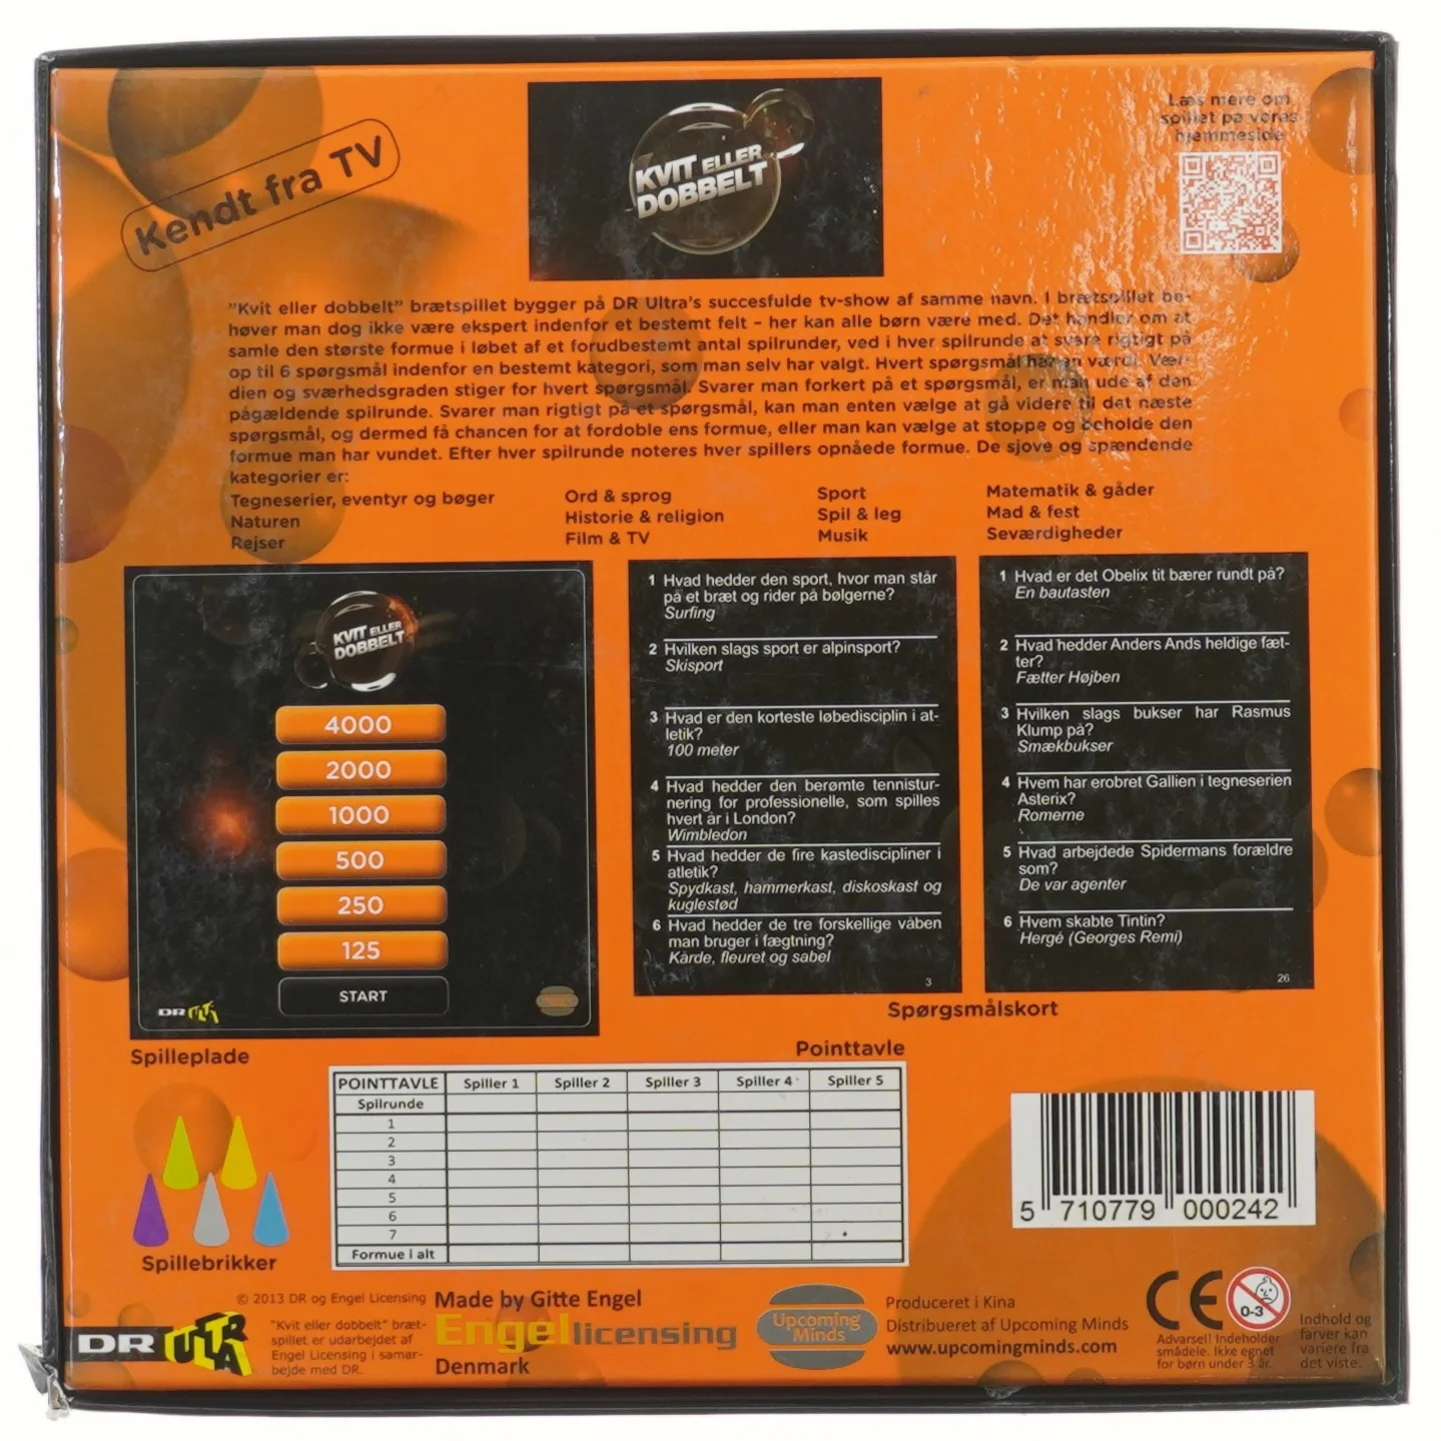 Kendt fra TV
KVIT ELLER
DOBBELT
Læs mere om
spillet på vores
hjemmeside
"Kvit eller dobbelt" brætspillet bygger på DR Ultra's succesfulde tv-show af samme navn. I brætspillet be-
høver man dog ikke være ekspert indenfor et bestemt felt – her kan alle børn være med. Det handler om at
samle den største formue i løbet af et forudbestemt antal spilrunder, ved i hver spilrunde at svare rigtigt på
op til 6 spørgsmål indenfor en bestemt kategori, som man selv har valgt. Hvert spørgsmål har en værdi. Vær-
dien og sværhedsgraden stiger for hvert spørgsmål. Svarer man forkert på et spørgsmål, er man ude af den
pågældende spilrunde. Svarer man rigtigt på et spørgsmål, kan man enten vælge at gå videre til det næste
spørgsmål, og dermed få chancen for at fordoble ens formue, eller man kan vælge at stoppe og beholde den
formue man har vundet. Efter hver spilrunde noteres hver spillers opnåede formue. De sjove og spændende
kategorier er:
Tegneserier, eventyr og bøger
Naturen
Rejser
Ord & sprog
Historie & religion
Film & TV
Sport
Spil & leg
Musik
Matematik & gåder
Mad & fest
Seværdigheder
KVIT ELLER
DOBBELT
4000
2000
1000
500
250
125
START
DR ULTRA
Spilleplade
1 Hvad hedder den sport, hvor man står
på et bræt og rider på bølgerne?
Surfing
2 Hvilken slags sport er alpinsport?
Skisport
3 Hvad er den korteste løbedisciplin i at-
letik?
100 meter
4 Hvad hedder den berømte tennistur-
nering for professionelle, som spilles
hvert år i London?
Wimbledon
5 Hvad hedder de fire kastediscipliner i
atletik?
Spydkast, hammerkast, diskoskast og
kuglestød
6 Hvad hedder de tre forskellige våben
man bruger i fægtning?
Kårde, fleuret og sabel
3
1 Hvad er det Obelix tit bærer rundt på?
En bautasten
2 Hvad hedder Anders Ands heldige fæt-
ter?
Fætter Højben
3 Hvilken slags bukser har Rasmus
Klump på?
Smækbukser
4 Hvem har erobret Gallien i tegneserien
Asterix?
Romerne
5 Hvad arbejdede Spidermans forældre
som?
De var agenter
6 Hvem skabte Tintin?
Hergé (Georges Remi)
26
Spørgsmålskort
Pointtavle
POINTTAVLE Spiller 1 Spiller 2 Spiller 3 Spiller 4 Spiller 5
Spilrunde
1
2
3
4
5
6
7
Formue i alt
Spillebrikker
5 710779 000242
DR ULTRA
© 2013 DR og Engel Licensing
"Kvit eller dobbelt" bræt-
spillet er udarbejdet af
Engel Licensing i samar-
bejde med DR.
Made by Gitte Engel
Engel licensing
Denmark
Upcoming
Minds
Produceret i Kina
Distribueret af Upcoming Minds
www.upcomingminds.com
CE
0-3
Advarsel! Indeholder
smådele. Ikke egnet
for børn under 3 år.
Indhold og
farver kan
variere fra
det viste.